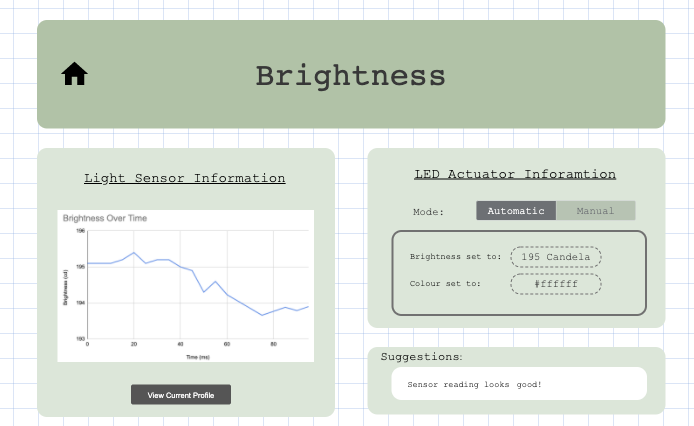 Brightness
Light Sensor Information
Brightness Over Time
196
195
194
193
Brightness (cd)
0
20
40
60
80
Time (ms)
View Current Profile
LED Actuator Inforamtion
Mode:
Automatic
Manual
Brightness set to:
195 Candela
Colour set to:
#ffffff
Suggestions:
Sensor reading looks good!